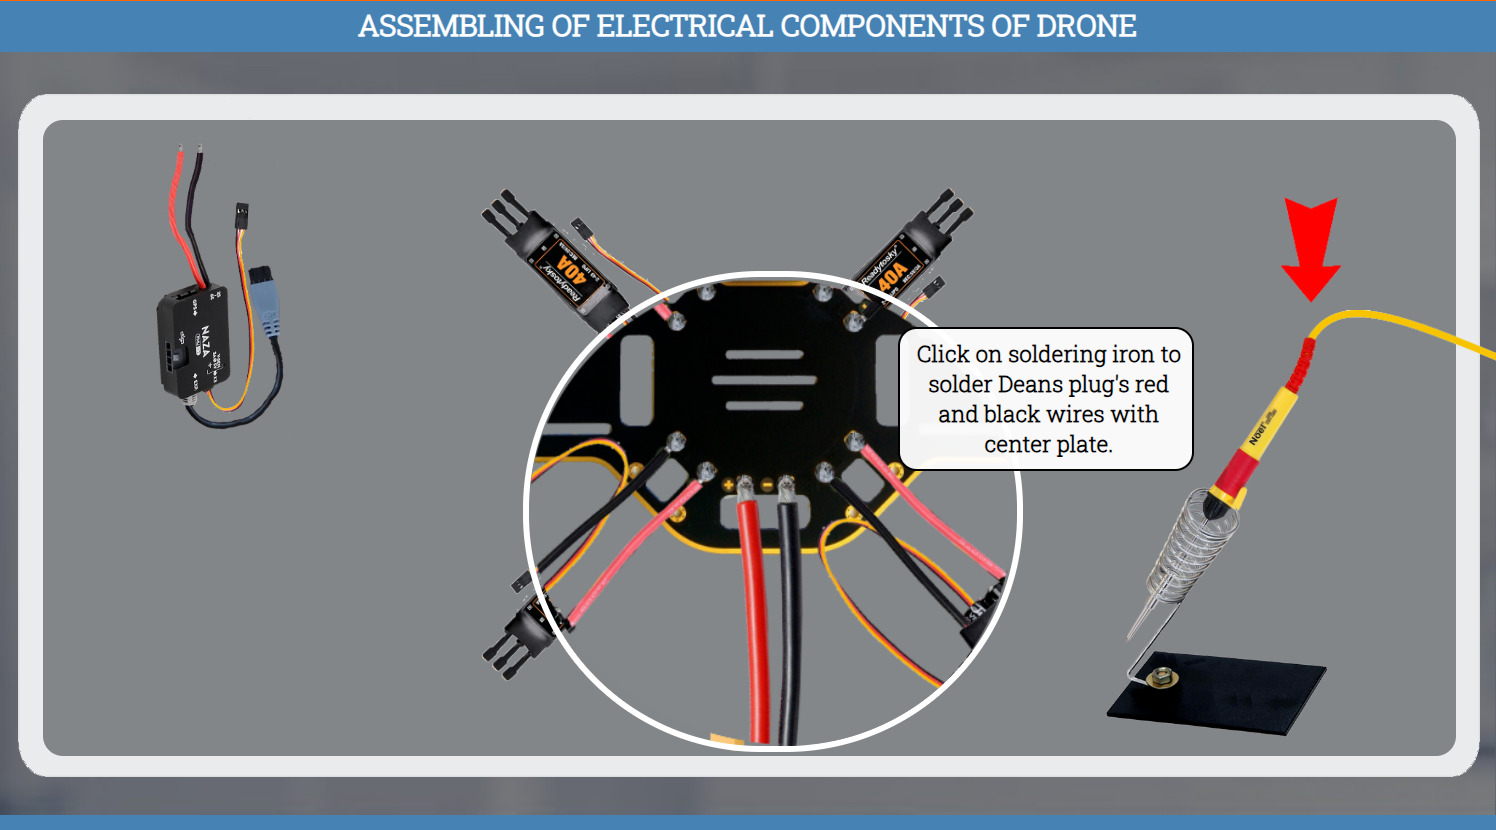 ASSEMBLING OF ELECTRICAL COMPONENTS OF DRONE
Readytosky
40A
Readytosky
40A
NAZA
Click on soldering iron to
solder Deans plug's red
and black wires with
center plate.
Noel
+
-